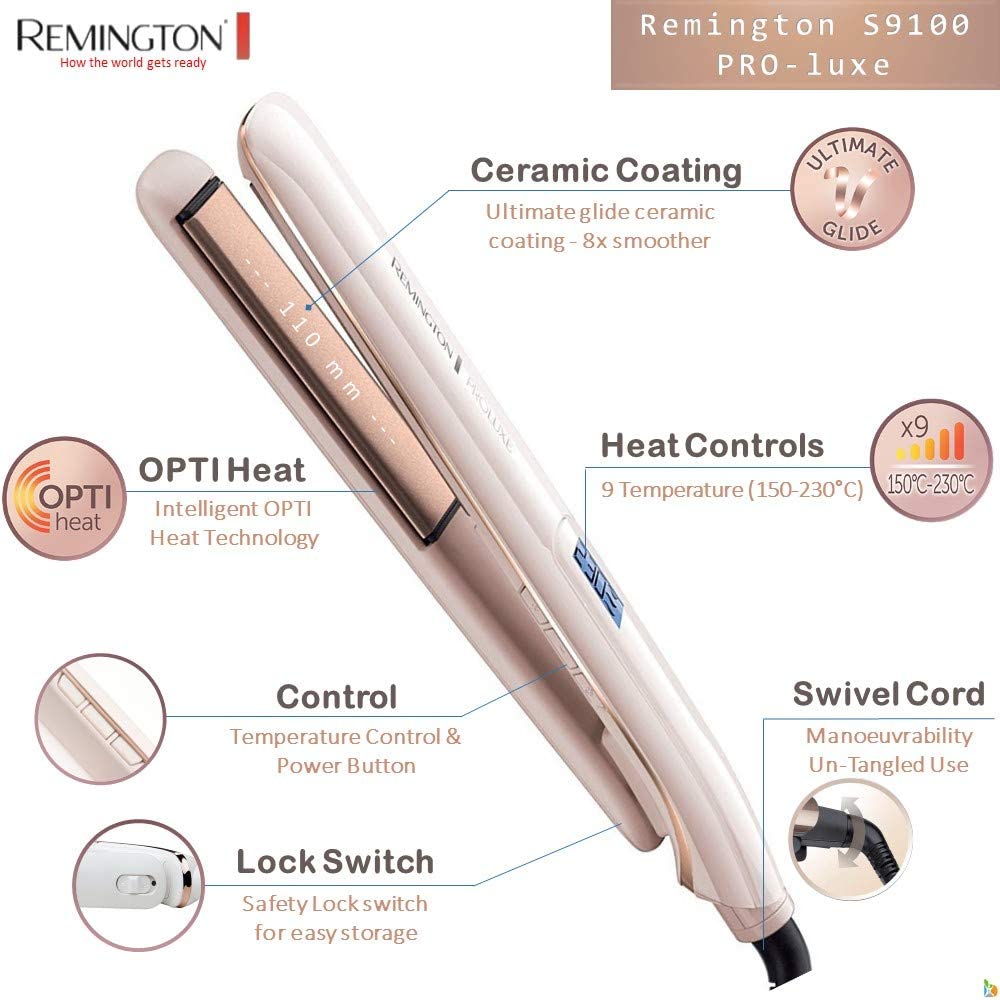 REMINGTON
How the world gets ready
Remington S9100
PRO-luxe
Ceramic Coating
Ultimate glide ceramic
coating - 8x smoother
ULTIMATE
GLIDE
REMINGTON PROLUXE
--- 110 mm ---
OPTI
heat
OPTI Heat
Intelligent OPTI
Heat Technology
Heat Controls
9 Temperature (150-230°C)
x9
150°C-230°C
Control
Temperature Control &
Power Button
Swivel Cord
Manoeuvrability
Un-Tangled Use
Lock Switch
Safety Lock switch
for easy storage